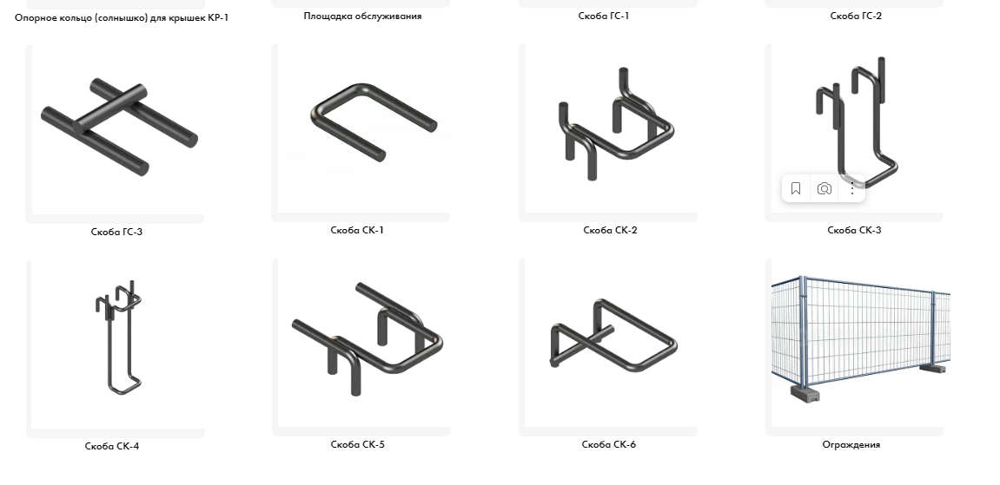 Опорное кольцо (солнышко) для крышек КР-1
Площадка обслуживания
Скоба ГС-1
Скоба ГС-2
Скоба ГС-3
Скоба СК-1
Скоба СК-2
Скоба СК-3
Скоба СК-4
Скоба СК-5
Скоба СК-6
Ограждения